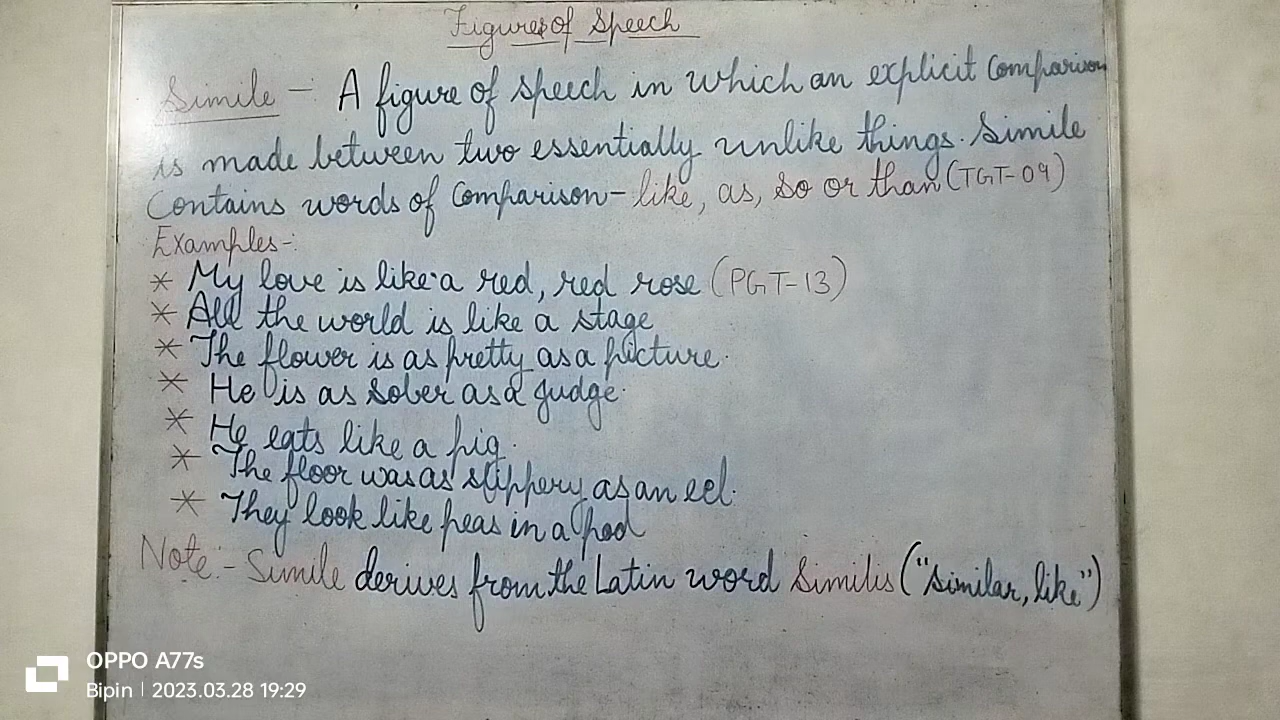 Figures of Speech
Simile - A figure of speech in which an explicit Comparison
is made between two essentially unlike things. Simile
Contains words of Comparison - like, as, so or than (TGT-09)
Examples-:
* My love is like a red, red rose (PGT-13)
* All the world is like a stage
* The flower is as pretty as a picture.
* He is as sober as a judge.
* He eats like a pig.
* The floor was as slippery as an eel.
* They look like peas in a pod
Note:- Simile derives from the Latin word Similis ("Similar, like")
OPPO A77s
Bipin | 2023.03.28 19:29